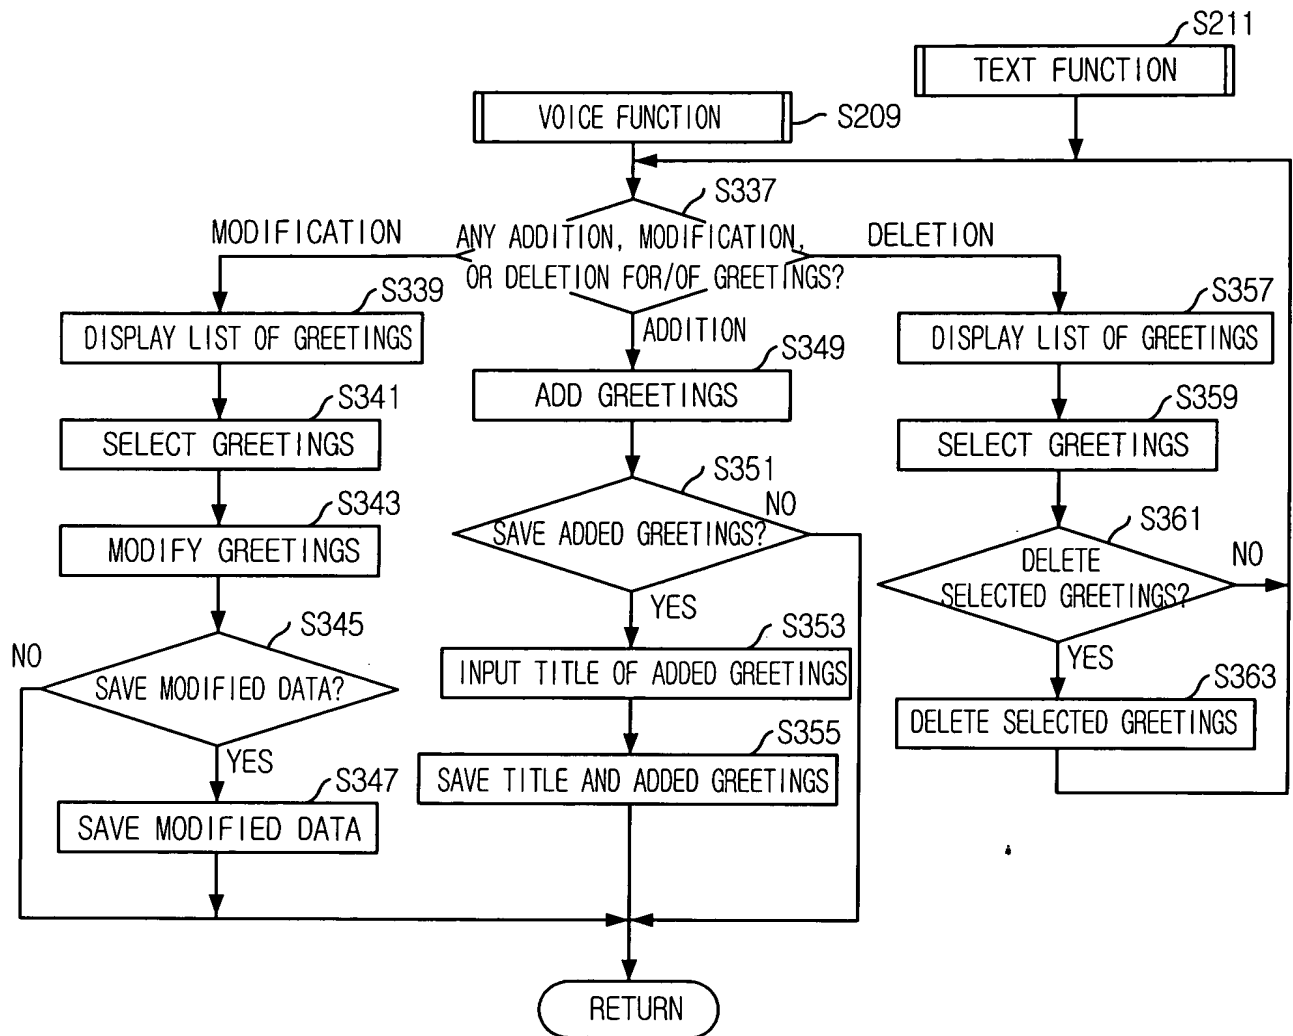 S211
TEXT FUNCTION
VOICE FUNCTION
S209
S337
MODIFICATION
ANY ADDITION, MODIFICATION,
OR DELETION FOR/OF GREETINGS?
DELETION
ADDITION
S339
DISPLAY LIST OF GREETINGS
S341
SELECT GREETINGS
S343
MODIFY GREETINGS
S345
NO
SAVE MODIFIED DATA?
YES
S347
SAVE MODIFIED DATA
S349
ADD GREETINGS
S351
NO
SAVE ADDED GREETINGS?
YES
S353
INPUT TITLE OF ADDED GREETINGS
S355
SAVE TITLE AND ADDED GREETINGS
S357
DISPLAY LIST OF GREETINGS
S359
SELECT GREETINGS
S361
DELETE
SELECTED GREETINGS?
NO
YES
S363
DELETE SELECTED GREETINGS
RETURN